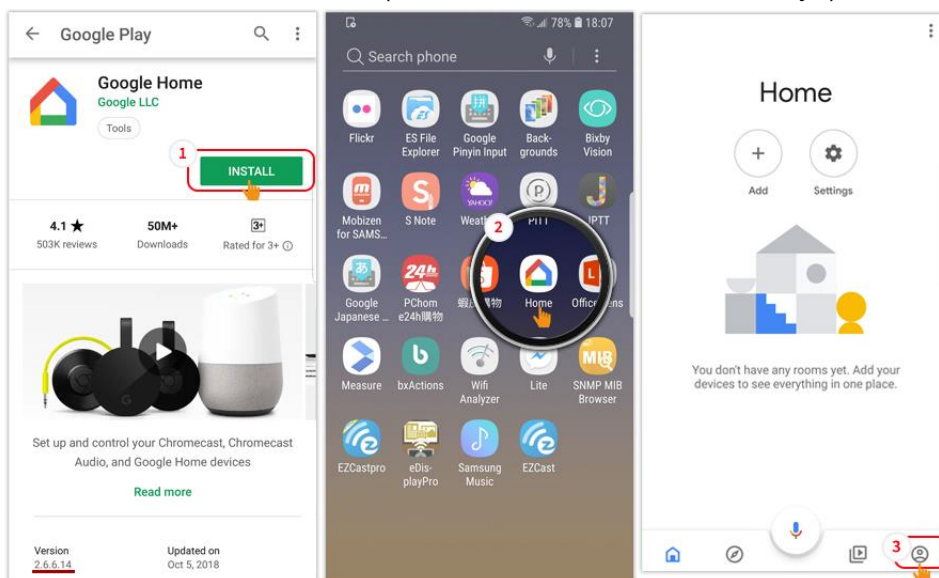 Google Play
Google Home
Google LLC
Tools
1
INSTALL
4.1 ★
503K reviews
50M+
Downloads
3+
Rated for 3+
Set up and control your Chromecast, Chromecast
Audio, and Google Home devices
Read more
Version
2.6.6.14
Updated on
Oct 5, 2018
78% 18:07
Search phone
Flickr
ES File
Explorer
Google
Pinyin Input
Back-
grounds
Bixby
Vision
Mobizen
for SAMS...
S Note
2
PITT
JPTT
Google
Japanese ...
PChom
e24h購物
Home
Measure
bxActions
Wifi
Analyzer
Lite
SNMP MIB
Browser
EZCastpro
eDis-
playPro
Samsung
Music
EZCast
Home
Add
Settings
You don't have any rooms yet. Add your
devices to see everything in one place.
3